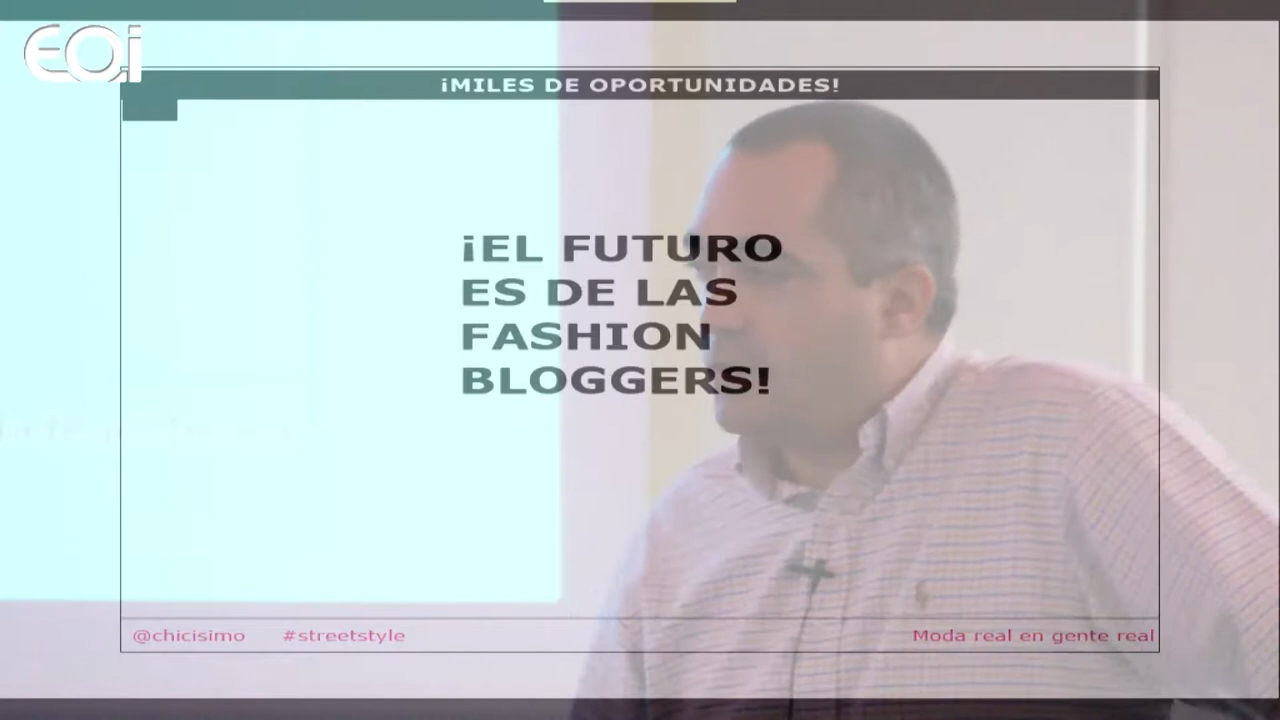 EOi
¡MILES DE OPORTUNIDADES!
¡EL FUTURO
ES DE LAS
FASHION
BLOGGERS!
@chicisimo #streetstyle Moda real en gente real